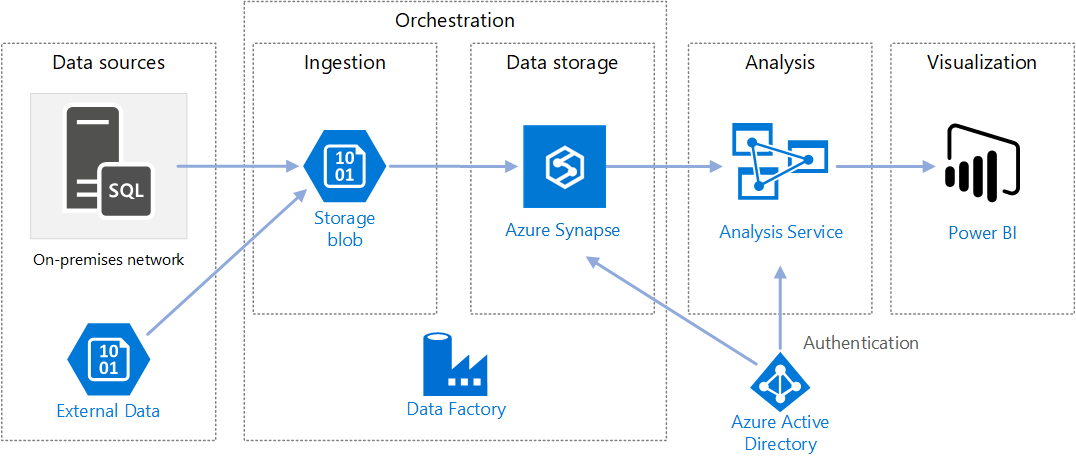 Orchestration
Data sources
Ingestion
Data storage
Analysis
Visualization
SQL
10
01
Storage
blob
Azure Synapse
Analysis Service
Power BI
On-premises network
10
01
External Data
Data Factory
Authentication
Azure Active
Directory